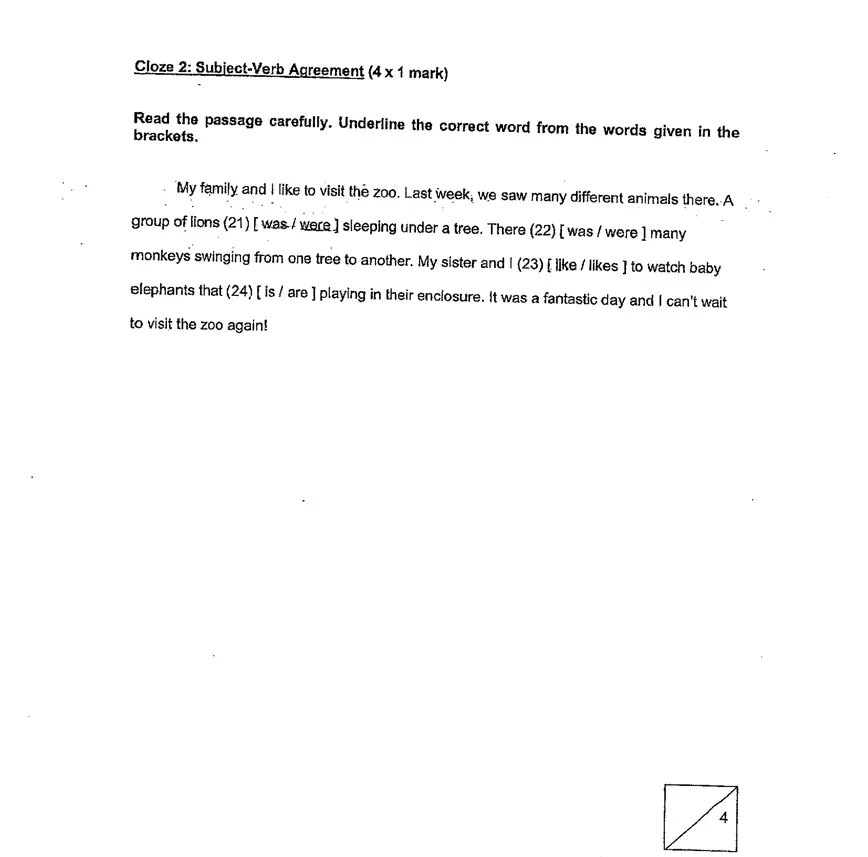 Cloze 2: Subject-Verb Agreement (4 x 1 mark)
Read the passage carefully. Underline the correct word from the words given in the
brackets.
My family and I like to visit the zoo. Last week, we saw many different animals there. A
group of lions (21) [ was / were ] sleeping under a tree. There (22) [ was / were ] many
monkeys swinging from one tree to another. My sister and I (23) [ like / likes ] to watch baby
elephants that (24) [ is / are ] playing in their enclosure. It was a fantastic day and I can't wait
to visit the zoo again!
4